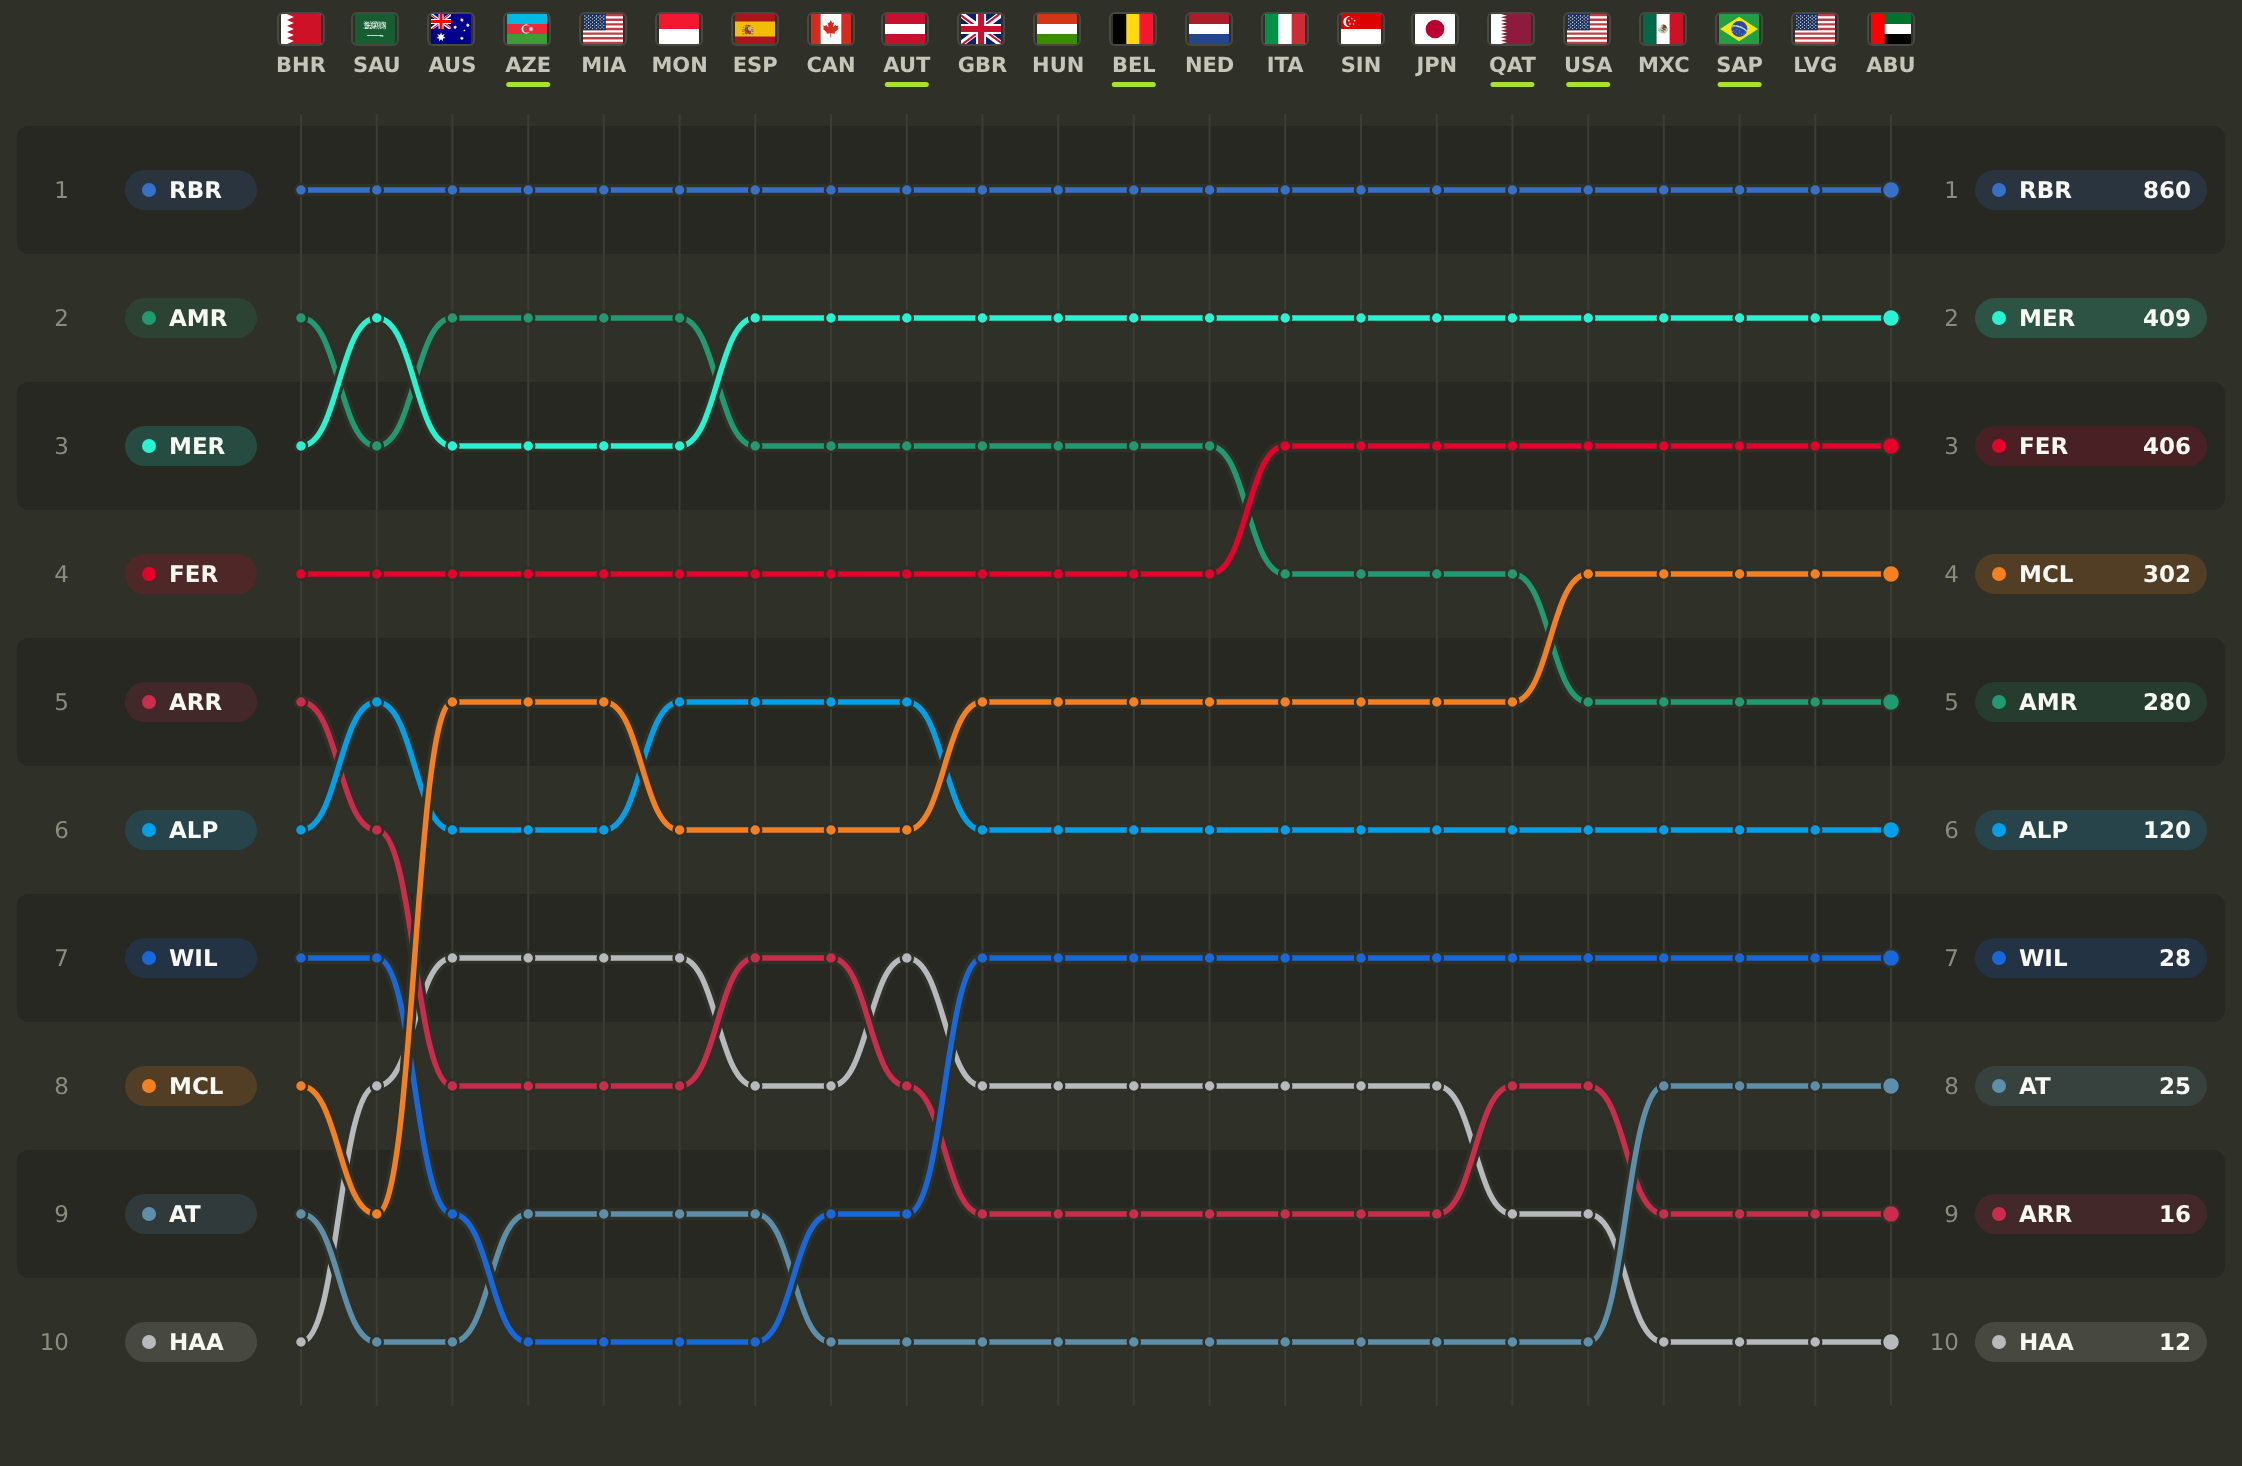 BHR SAU AUS AZE MIA MON ESP CAN AUT GBR HUN BEL NED ITA SIN JPN QAT USA MXC SAP LVG ABU
1 RBR 1 RBR 860
2 AMR 2 MER 409
3 MER 3 FER 406
4 FER 4 MCL 302
5 ARR 5 AMR 280
6 ALP 6 ALP 120
7 WIL 7 WIL 28
8 MCL 8 AT 25
9 AT 9 ARR 16
10 HAA 10 HAA 12